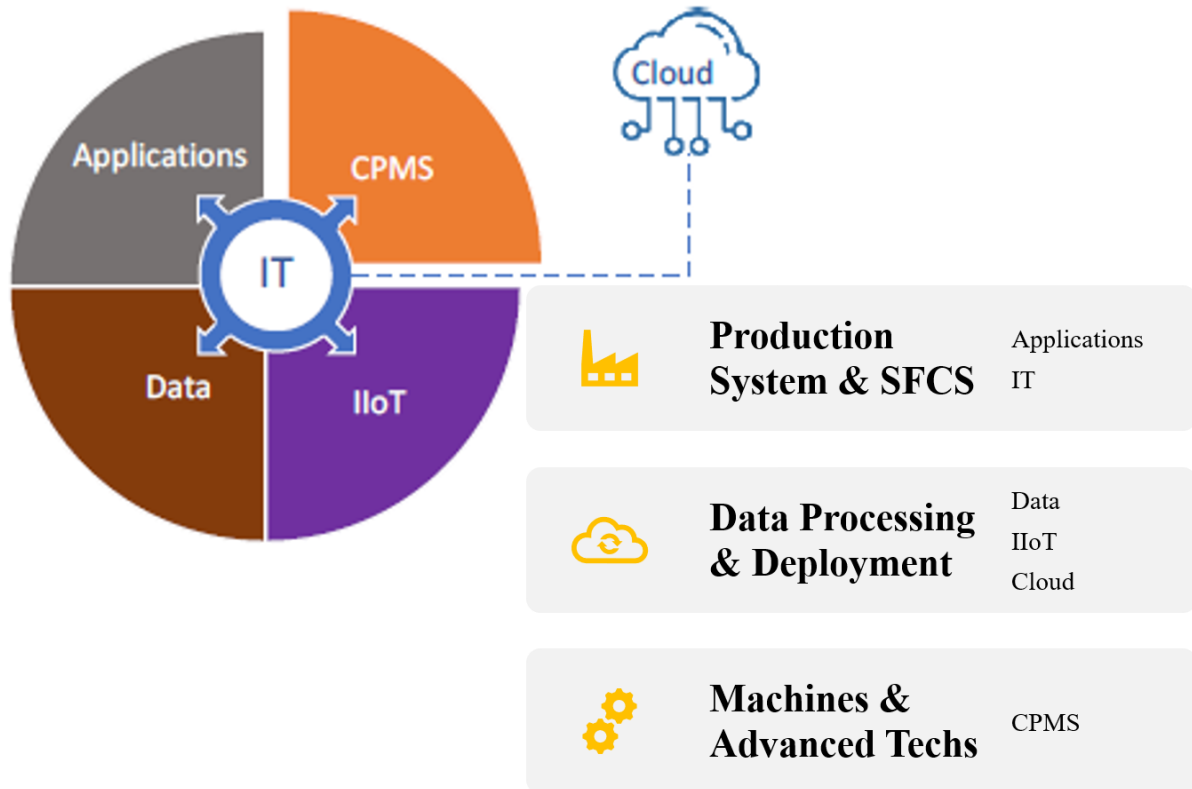 Applications
CPMS
Cloud
IT
Data
IIoT
Production
System & SFCS
Applications
IT
Data Processing
& Deployment
Data
IIoT
Cloud
Machines &
Advanced Techs
CPMS